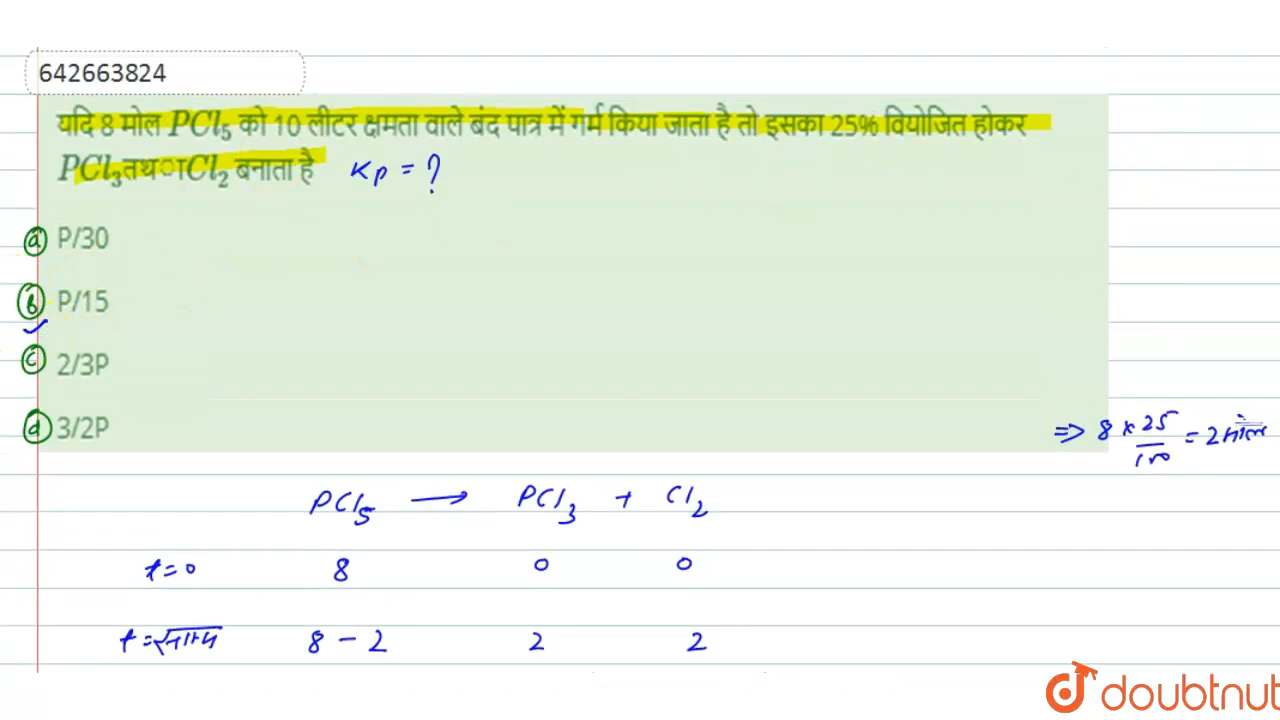 642663824
यदि 8 मोल PCl5 को 10 लीटर क्षमता वाले बंद पात्र में गर्म किया जाता है तो इसका 25% वियोजित होकर
PCl3तथाCl2 बनाता है Kp = ?
a P/30
b P/15
c 2/3P
d 3/2P
=> 8 × 25/100 = 2 मोल
PCl5 → PCl3 + Cl2
t=0 8 0 0
t=साम्य 8 - 2 2 2
doubtnut